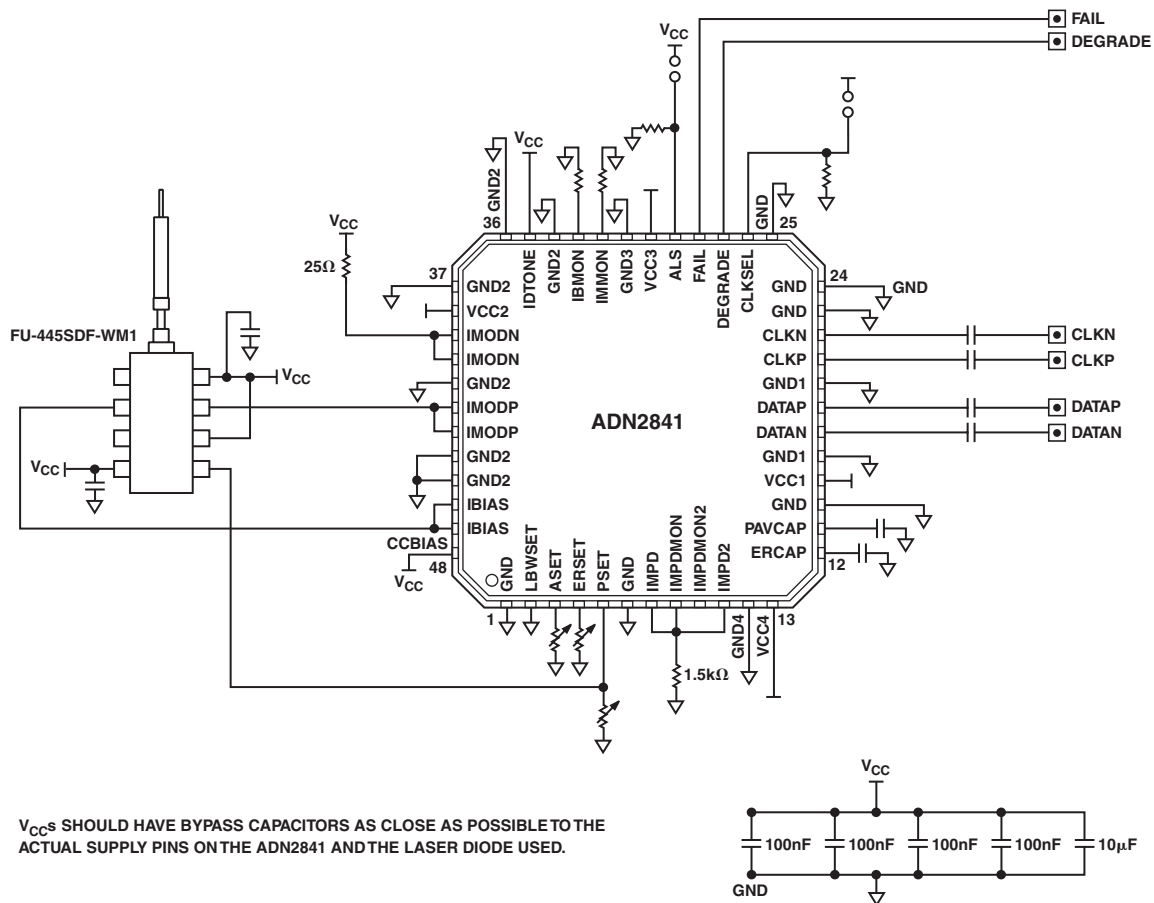 FAIL
DEGRADE
VCC
VCC
GND2
GND
36
25
VCC
25Ω
IDTONE
GND2
IBMON
IMMON
GND3
VCC3
ALS
FAIL
DEGRADE
CLKSEL
37
24
GND2
VCC2
IMODN
IMODN
GND2
IMODP
IMODP
GND2
GND2
IBIAS
IBIAS
CCBIAS
48
VCC
FU-445SDF-WM1
VCC
VCC
ADN2841
GND
GND
GND
CLKN
CLKN
CLKP
CLKP
GND1
DATAP
DATAP
DATAN
DATAN
GND1
VCC1
GND
PAVCAP
ERCAP
12
GND
LBWSET
ASET
ERSET
PSET
GND
IMPD
IMPDMON
IMPDMON2
IMPD2
GND4
VCC4
1
13
1.5kΩ
VCC
100nF
100nF
100nF
100nF
10μF
GND
VCCs SHOULD HAVE BYPASS CAPACITORS AS CLOSE AS POSSIBLE TO THE
ACTUAL SUPPLY PINS ON THE ADN2841 AND THE LASER DIODE USED.